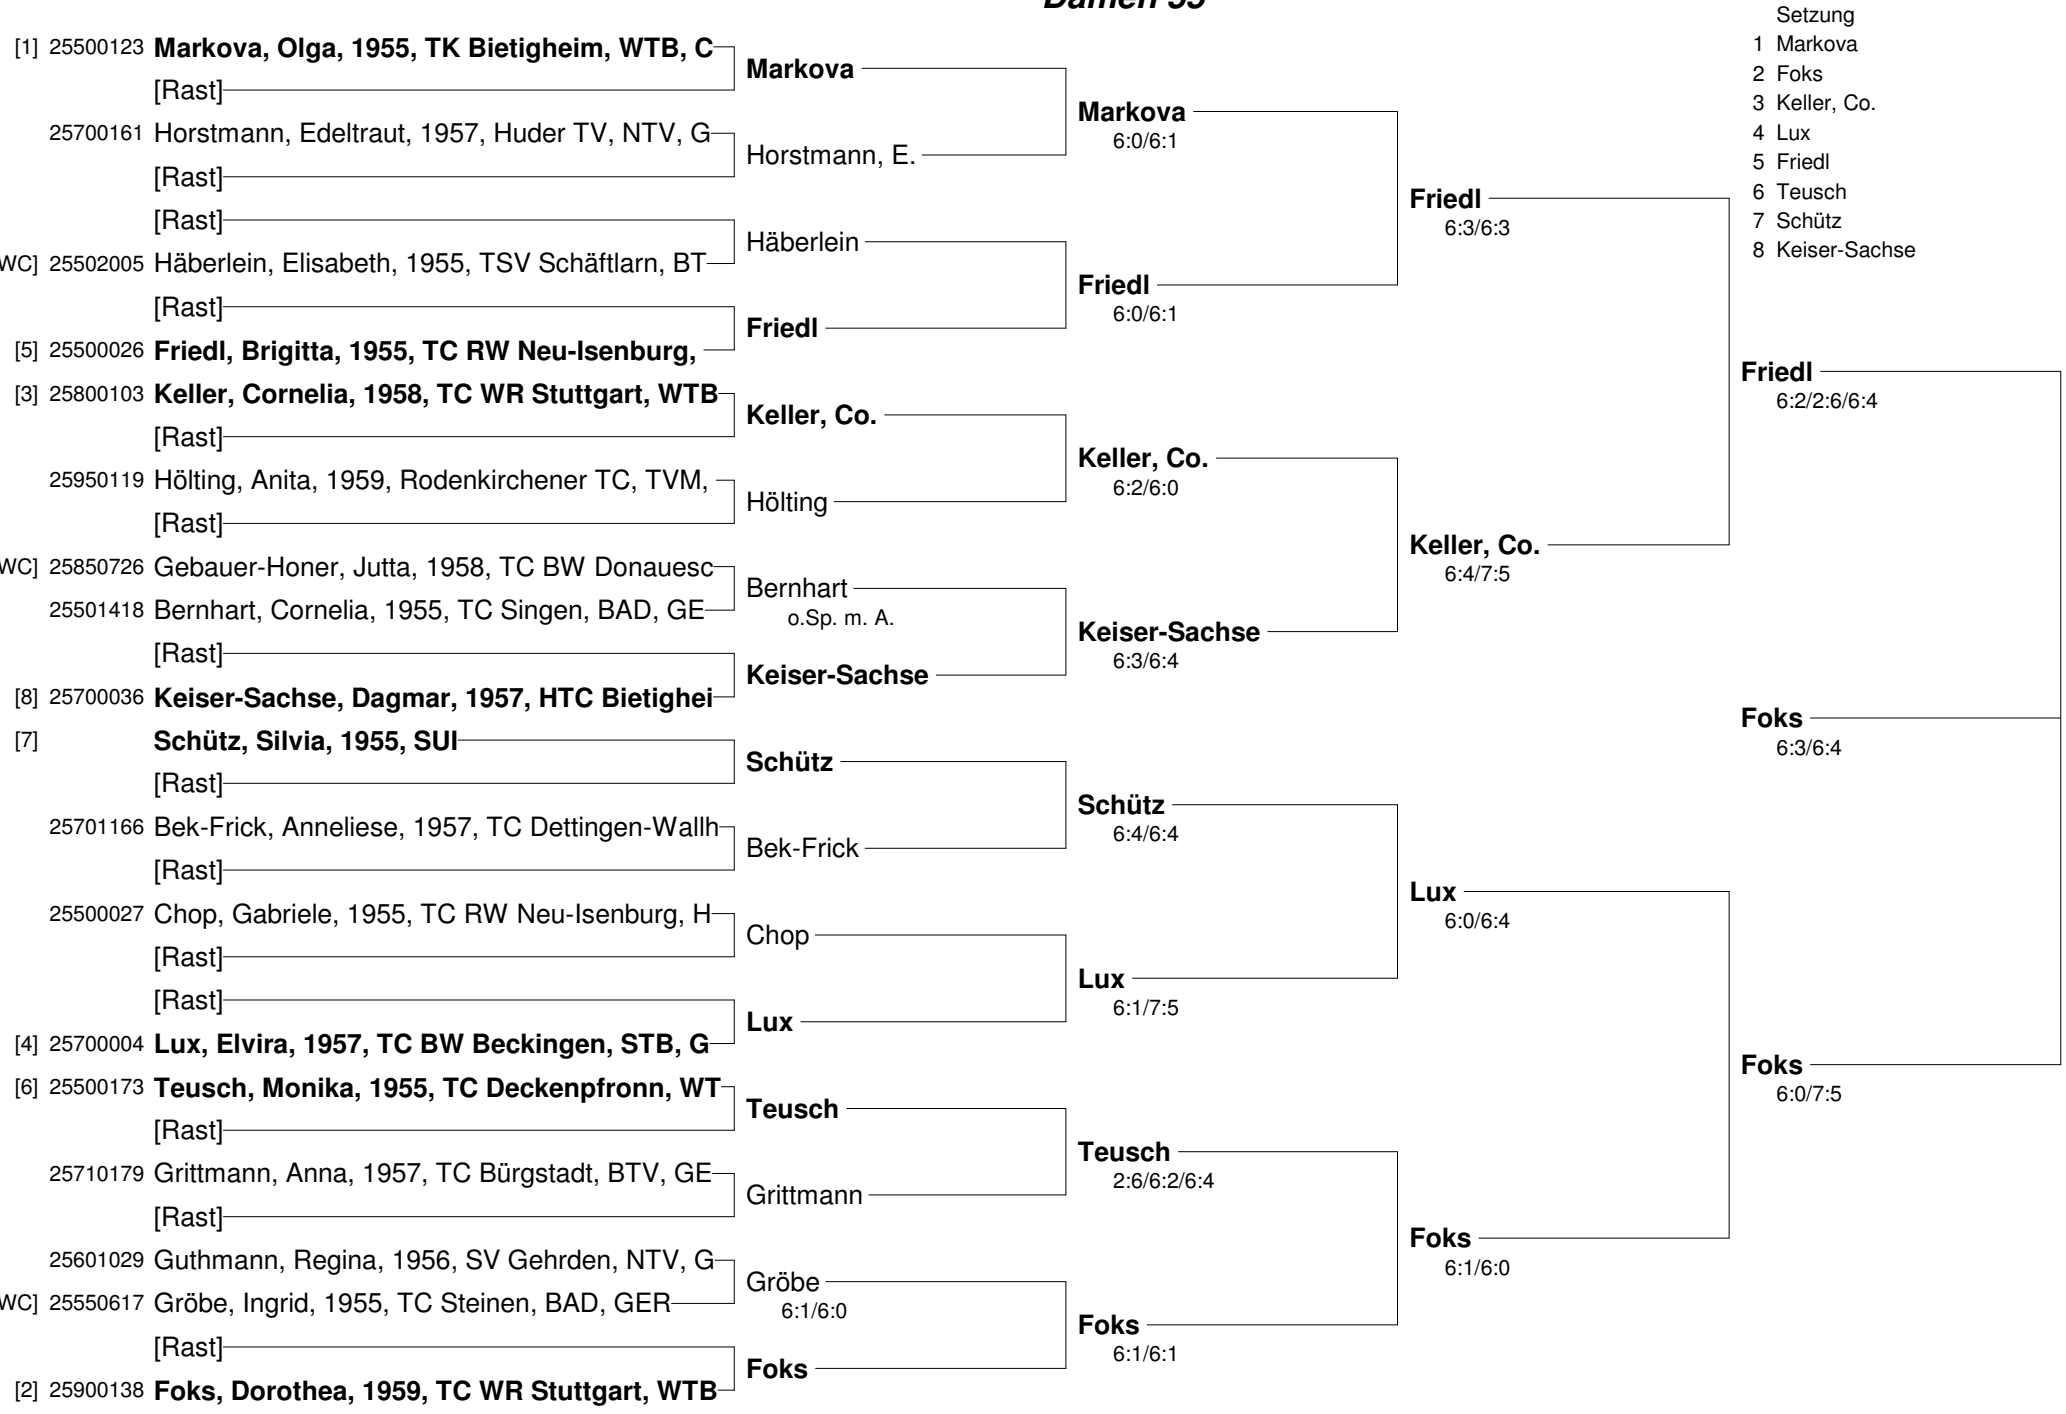 Damen 55
Setzung
1 Markova
2 Foks
3 Keller, Co.
4 Lux
5 Friedl
6 Teusch
7 Schütz
8 Keiser-Sachse
[1] 25500123 Markova, Olga, 1955, TK Bietigheim, WTB, C
[Rast]
25700161 Horstmann, Edeltraut, 1957, Huder TV, NTV, G
[Rast]
[Rast]
WC] 25502005 Häberlein, Elisabeth, 1955, TSV Schäftlarn, BT
[Rast]
[5] 25500026 Friedl, Brigitta, 1955, TC RW Neu-Isenburg,
[3] 25800103 Keller, Cornelia, 1958, TC WR Stuttgart, WTB
[Rast]
25950119 Hölting, Anita, 1959, Rodenkirchener TC, TVM,
[Rast]
WC] 25850726 Gebauer-Honer, Jutta, 1958, TC BW Donauesc
25501418 Bernhart, Cornelia, 1955, TC Singen, BAD, GE
[Rast]
[8] 25700036 Keiser-Sachse, Dagmar, 1957, HTC Bietighei
[7] Schütz, Silvia, 1955, SUI
[Rast]
25701166 Bek-Frick, Anneliese, 1957, TC Dettingen-Wallh
[Rast]
25500027 Chop, Gabriele, 1955, TC RW Neu-Isenburg, H
[Rast]
[Rast]
[4] 25700004 Lux, Elvira, 1957, TC BW Beckingen, STB, G
[6] 25500173 Teusch, Monika, 1955, TC Deckenpfronn, WT
[Rast]
25710179 Grittmann, Anna, 1957, TC Bürgstadt, BTV, GE
[Rast]
25601029 Guthmann, Regina, 1956, SV Gehrden, NTV, G
WC] 25550617 Gröbe, Ingrid, 1955, TC Steinen, BAD, GER
[Rast]
[2] 25900138 Foks, Dorothea, 1959, TC WR Stuttgart, WTB
Markova
Horstmann, E.
Häberlein
Friedl
Keller, Co.
Hölting
Bernhart
o.Sp. m. A.
Keiser-Sachse
Schütz
Bek-Frick
Chop
Lux
Teusch
Grittmann
Gröbe
6:1/6:0
Foks
Markova
6:0/6:1
Friedl
6:0/6:1
Keller, Co.
6:2/6:0
Keiser-Sachse
6:3/6:4
Schütz
6:4/6:4
Lux
6:1/7:5
Teusch
2:6/6:2/6:4
Foks
6:1/6:1
Friedl
6:3/6:3
Keller, Co.
6:4/7:5
Lux
6:0/6:4
Foks
6:1/6:0
Friedl
6:2/2:6/6:4
Foks
6:3/6:4
Foks
6:0/7:5